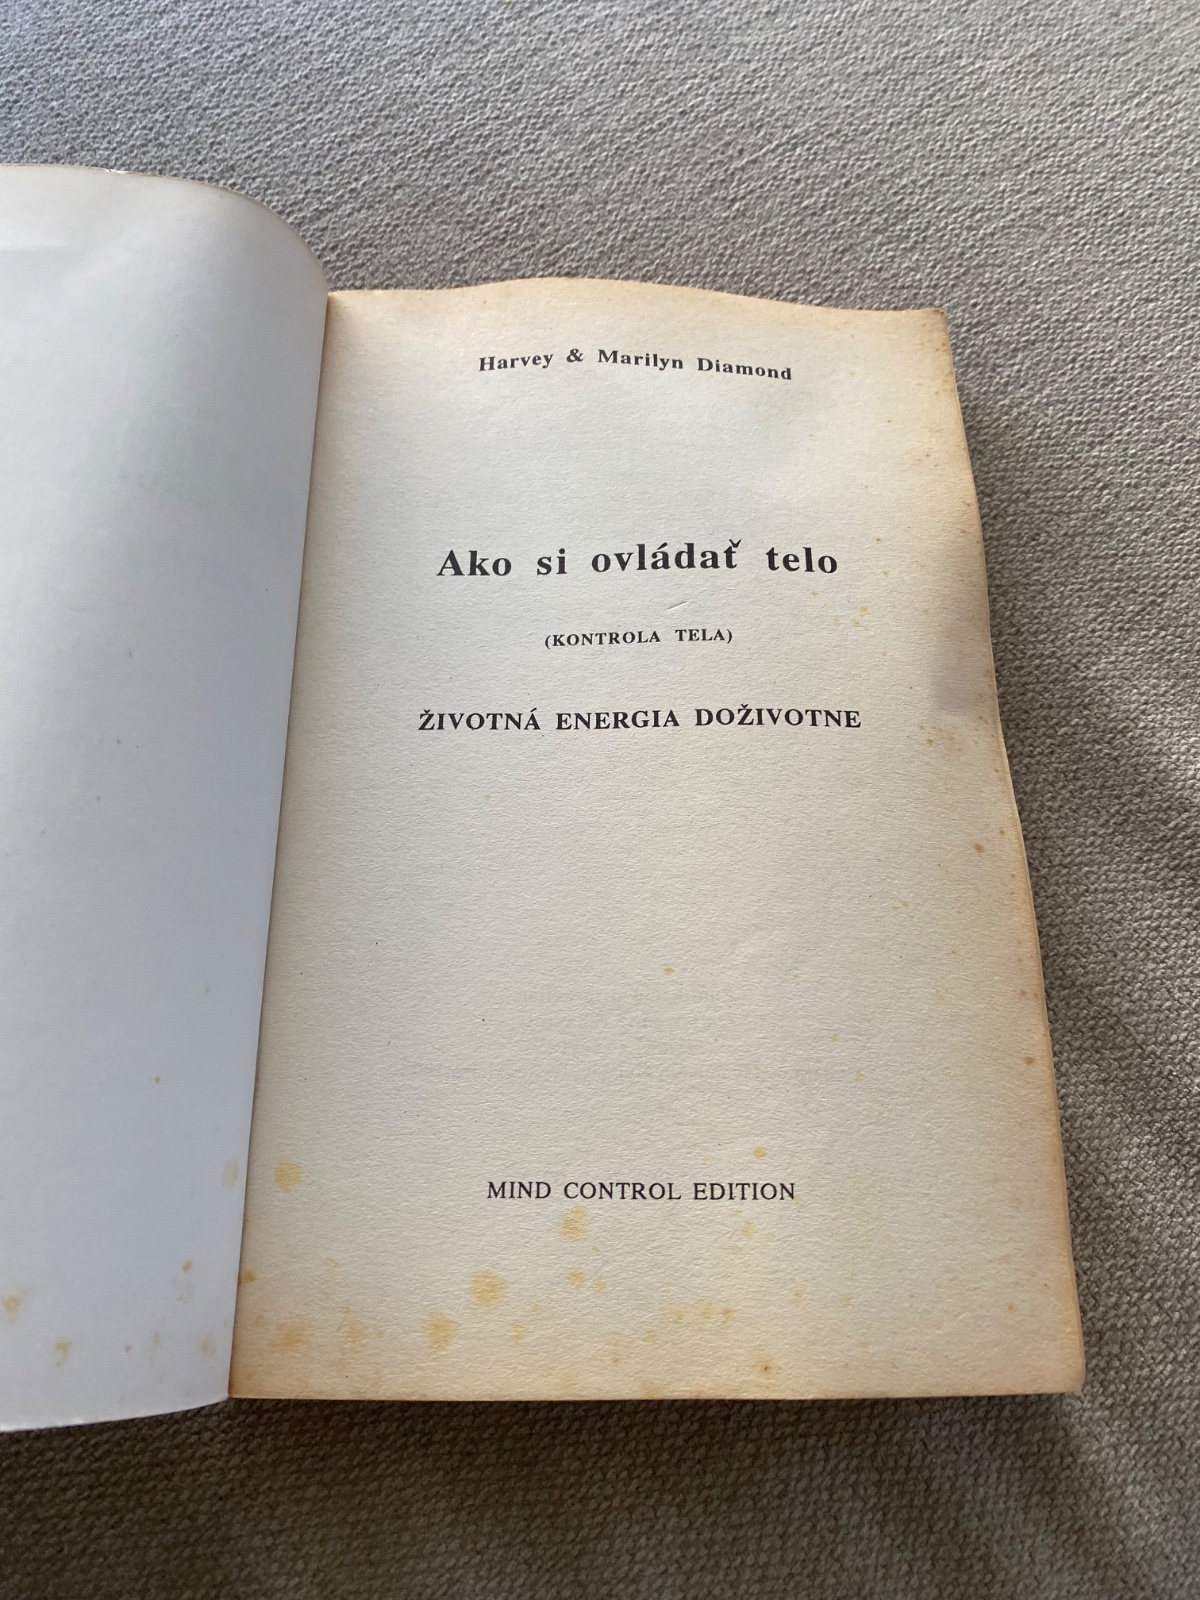 Harvey & Marilyn Diamond
Ako si ovládať telo
(KONTROLA TELA)
ŽIVOTNÁ ENERGIA DOŽIVOTNE
MIND CONTROL EDITION